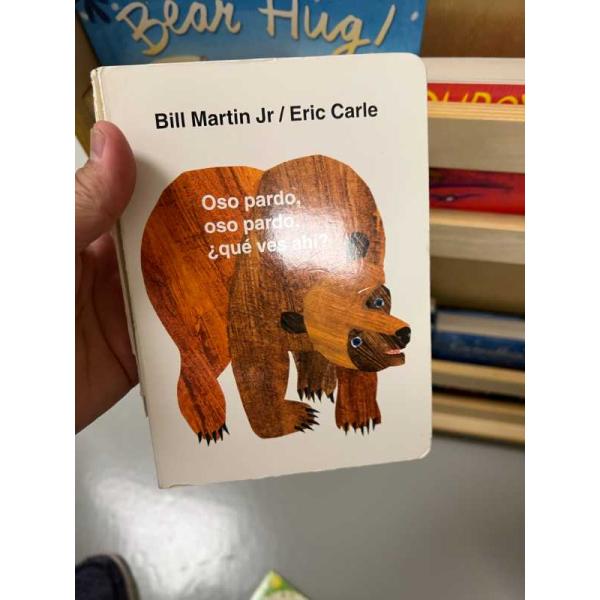 Bear Hug!
Bill Martin Jr / Eric Carle
Oso pardo,
oso pardo,
¿qué ves ahí?